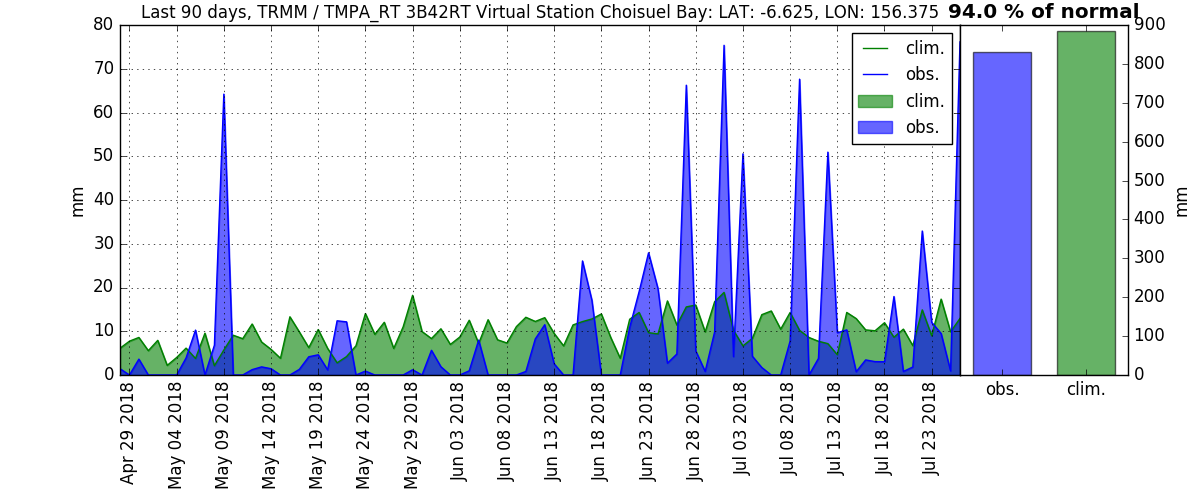 Last 90 days, TRMM / TMPA_RT 3B42RT Virtual Station Choisuel Bay: LAT: -6.625, LON: 156.375 94.0 % of normal
80
70
60
50
40
30
20
10
0
mm
clim.
obs.
clim.
obs.
900
800
700
600
500
400
300
200
100
0
mm
Apr 29 2018
May 04 2018
May 09 2018
May 14 2018
May 19 2018
May 24 2018
May 29 2018
Jun 03 2018
Jun 08 2018
Jun 13 2018
Jun 18 2018
Jun 23 2018
Jun 28 2018
Jul 03 2018
Jul 08 2018
Jul 13 2018
Jul 18 2018
Jul 23 2018
obs.
clim.